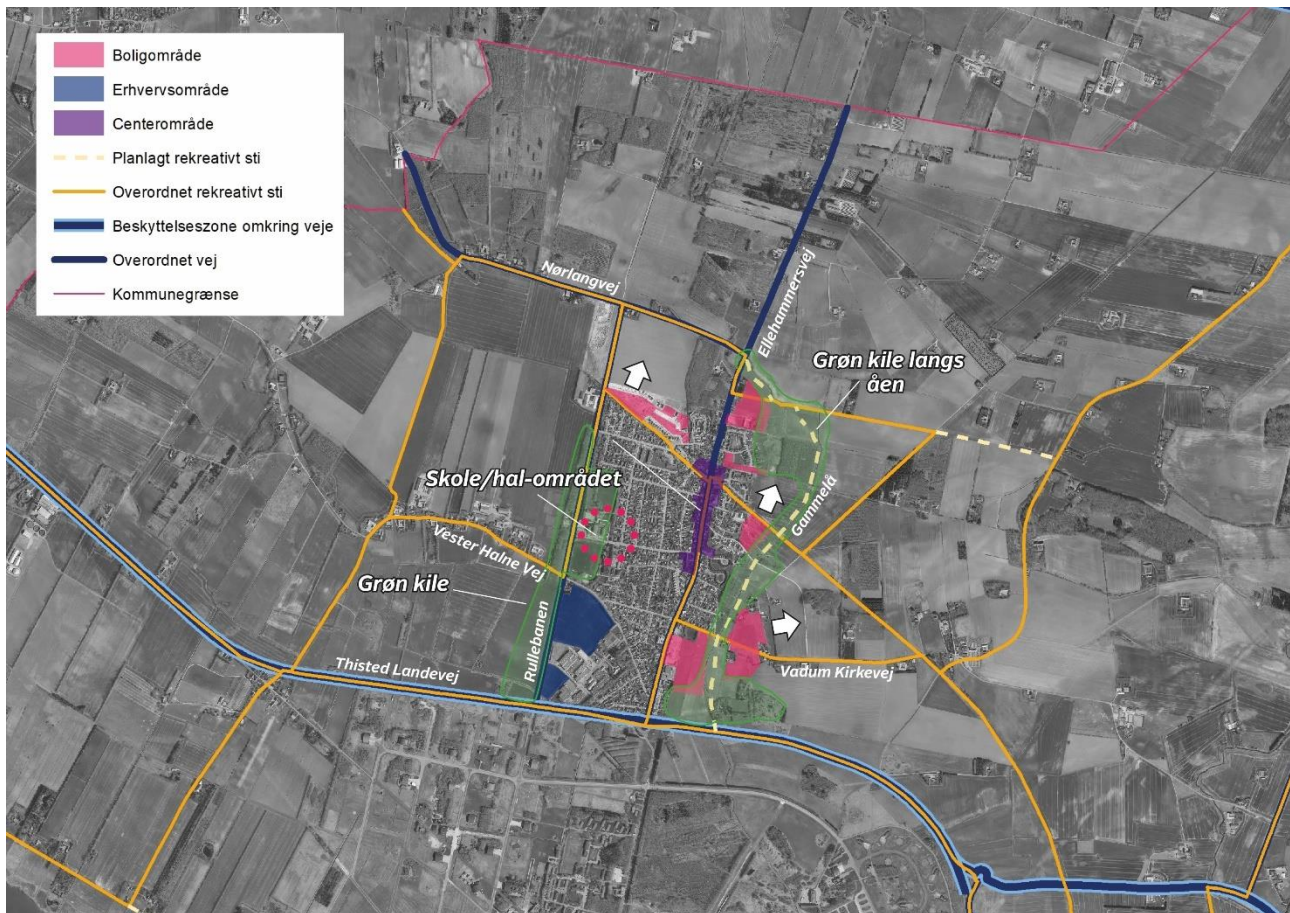 Boligområde
Erhvervsområde
Centerområde
Planlagt rekreativt sti
Overordnet rekreativt sti
Beskyttelseszone omkring veje
Overordnet vej
Kommunegrænse
Nørlangvej
Ellehammersvej
Grøn kile langs
åen
Skole/hal-området
Gammelå
Vester Halne Vej
Grøn kile
Rullebanen
Thisted Landevej
Vadum Kirkevej